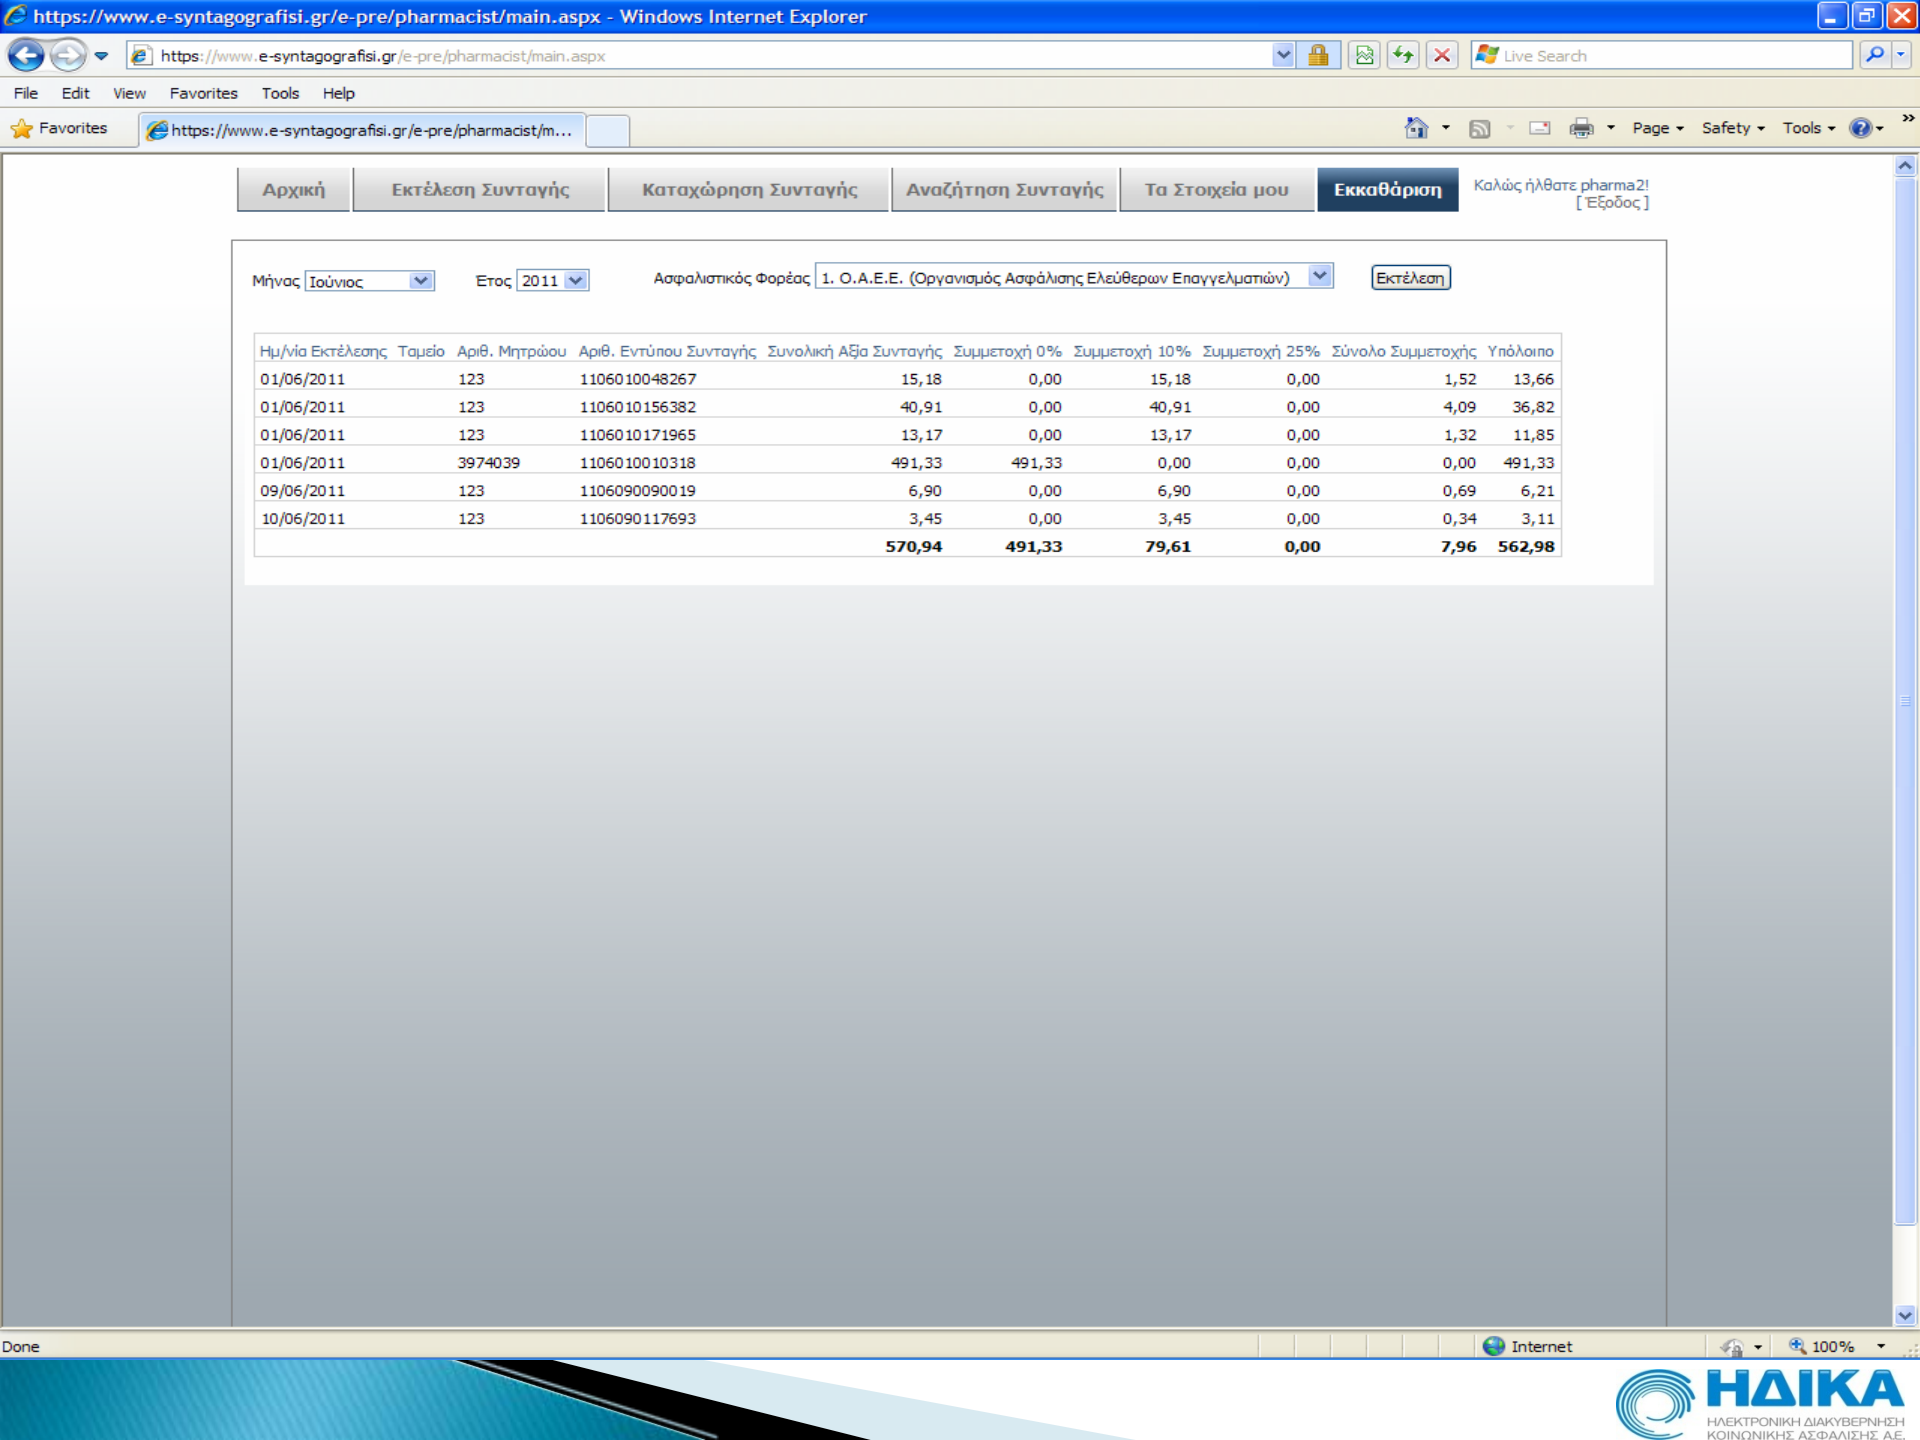 https://www.e-syntagografisi.gr/e-pre/pharmacist/main.aspx - Windows Internet Explorer
https://www.e-syntagografisi.gr/e-pre/pharmacist/main.aspx Live Search
File Edit View Favorites Tools Help
Favorites https://www.e-syntagografisi.gr/e-pre/pharmacist/m... Page Safety Tools »
Αρχική Εκτέλεση Συνταγής Καταχώρηση Συνταγής Αναζήτηση Συνταγής Τα Στοιχεία μου Εκκαθάριση Καλώς ήλθατε pharma2!
[ Έξοδος ]
Μήνας Ιούνιος Έτος 2011 Ασφαλιστικός Φορέας 1. Ο.Α.Ε.Ε. (Οργανισμός Ασφάλισης Ελεύθερων Επαγγελματιών) Εκτέλεση
Ημ/νία Εκτέλεσης Ταμείο Αριθ. Μητρώου Αριθ. Εντύπου Συνταγής Συνολική Αξία Συνταγής Συμμετοχή 0% Συμμετοχή 10% Συμμετοχή 25% Σύνολο Συμμετοχής Υπόλοιπο
01/06/2011 123 1106010048267 15,18 0,00 15,18 0,00 1,52 13,66
01/06/2011 123 1106010156382 40,91 0,00 40,91 0,00 4,09 36,82
01/06/2011 123 1106010171965 13,17 0,00 13,17 0,00 1,32 11,85
01/06/2011 3974039 1106010010318 491,33 491,33 0,00 0,00 0,00 491,33
09/06/2011 123 1106090090019 6,90 0,00 6,90 0,00 0,69 6,21
10/06/2011 123 1106090117693 3,45 0,00 3,45 0,00 0,34 3,11
570,94 491,33 79,61 0,00 7,96 562,98
Done Internet 100%
ΗΔΙΚΑ
ΗΛΕΚΤΡΟΝΙΚΗ ΔΙΑΚΥΒΕΡΝΗΣΗ
ΚΟΙΝΩΝΙΚΗΣ ΑΣΦΑΛΙΣΗΣ Α.Ε.